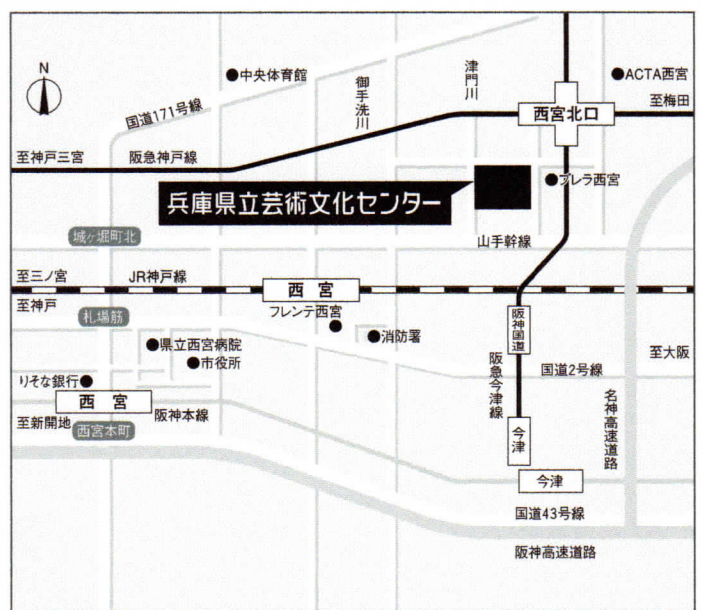 N
中央体育館
御手洗川
津門川
ACTA西宮
国道171号線
西宮北口
至梅田
至神戸三宮
阪急神戸線
プレラ西宮
兵庫県立芸術文化センター
城ヶ堀町北
山手幹線
至三ノ宮
JR神戸線
西宮
至神戸
フレンテ西宮
札場筋
消防署
阪神国道
県立西宮病院
市役所
阪急今津線
至大阪
国道2号線
りそな銀行
西宮
阪神本線
至新開地
西宮本町
名神高速道路
今津
今津
国道43号線
阪神高速道路